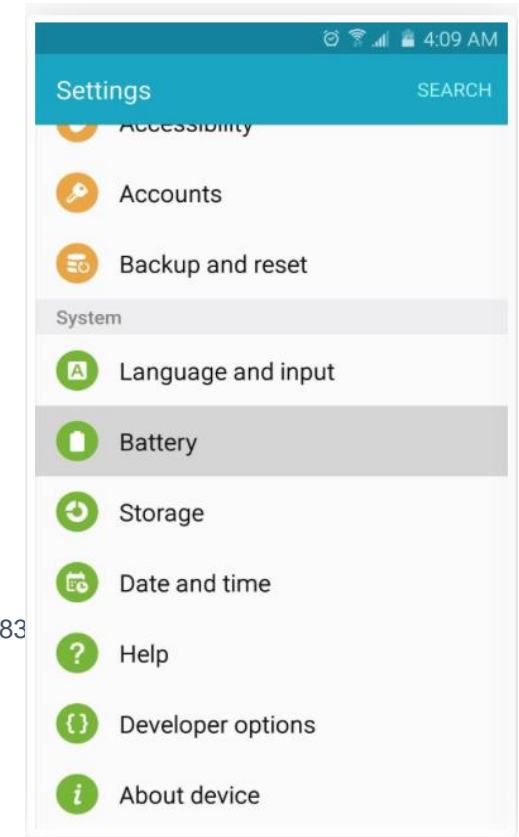 4:09 AM
Settings SEARCH
Accessibility
Accounts
Backup and reset
System
A Language and input
Battery
Storage
Date and time
83
? Help
{} Developer options
i About device